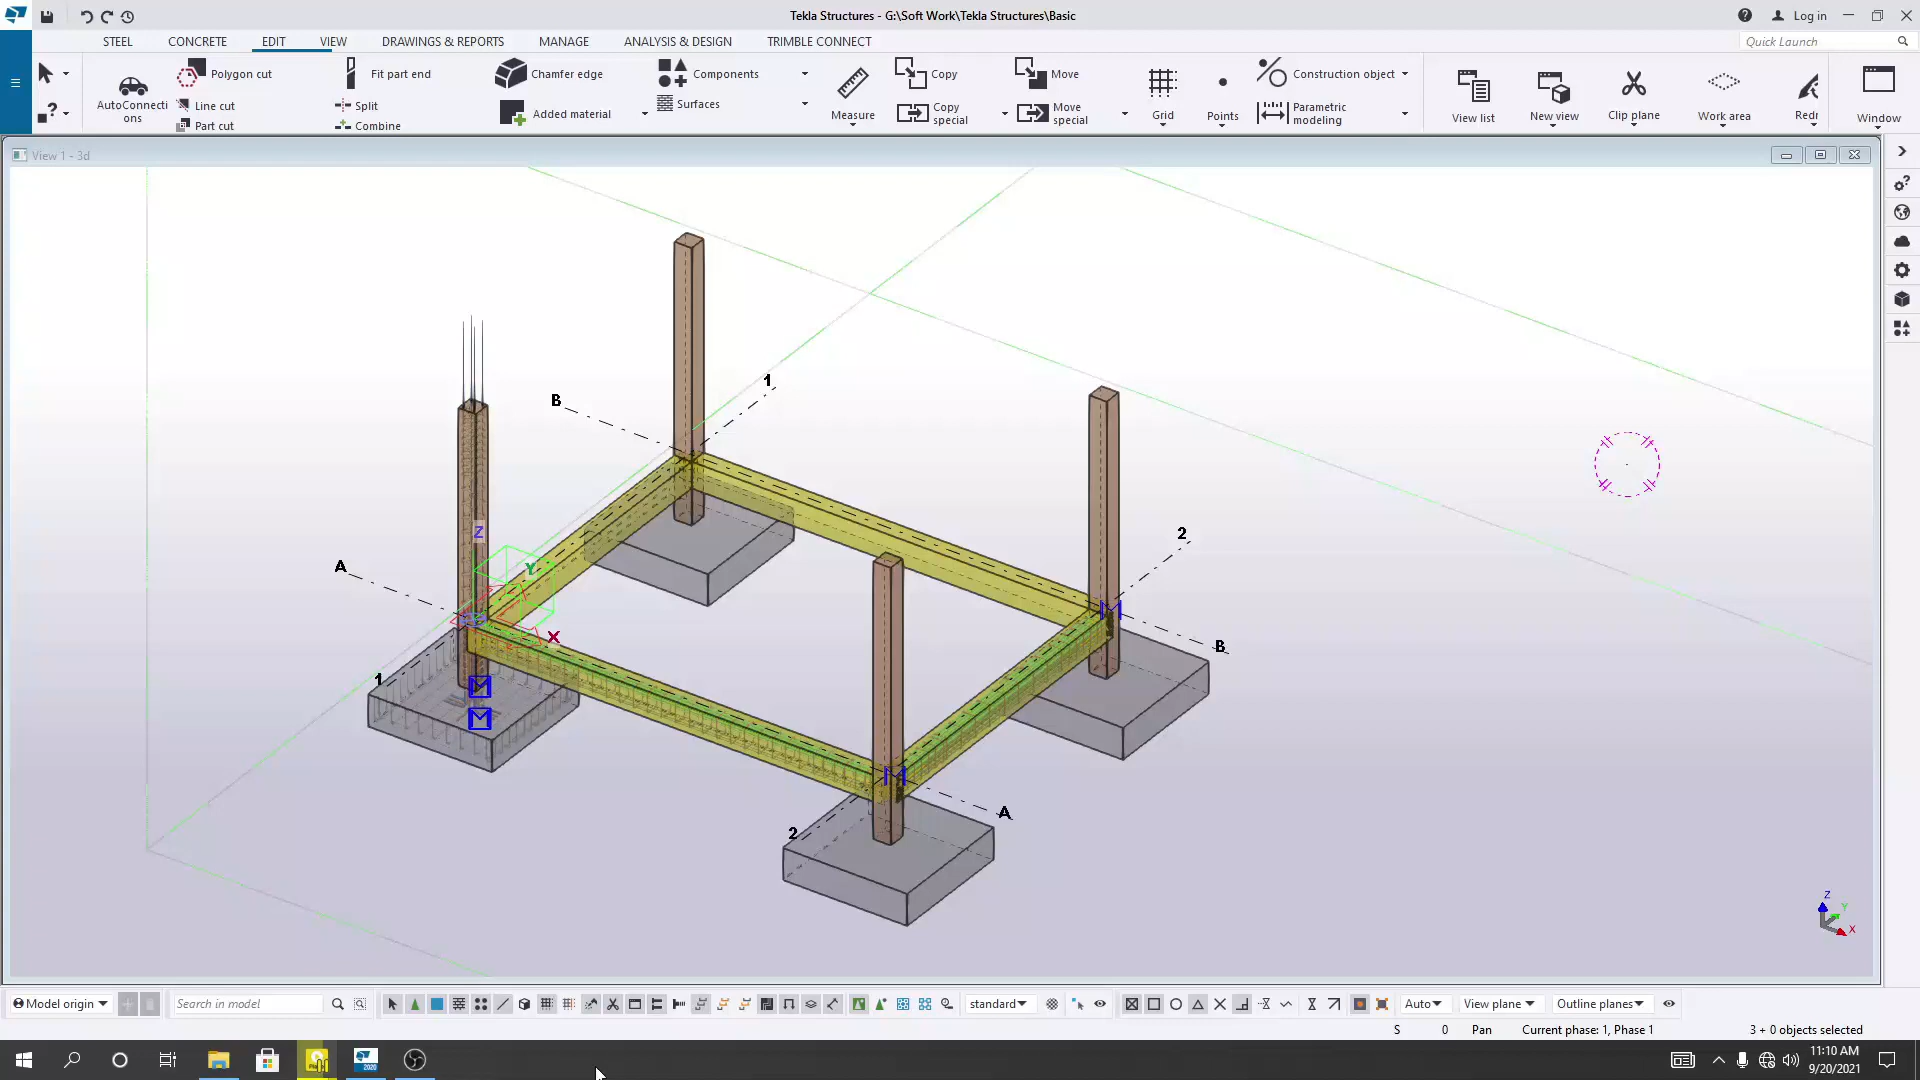 Tekla Structures - G:\Soft Work\Tekla Structures\Basic
Log in
STEEL CONCRETE EDIT VIEW DRAWINGS & REPORTS MANAGE ANALYSIS & DESIGN TRIMBLE CONNECT
Quick Launch
AutoConnecti
ons
Polygon cut
Line cut
Part cut
Fit part end
Split
Combine
Chamfer edge
Added material
Components
Surfaces
Measure
Copy
Copy
special
Move
Move
special
Grid
Points
Construction object
Parametric
modeling
View list
New view
Clip plane
Work area
Redr
Window
View 1 - 3d
1
B
2
Z
A
Y
X
B
1
A
2
Z
Y
X
Model origin
Search in model
standard
Auto
View plane
Outline planes
S 0 Pan Current phase: 1, Phase 1 3 + 0 objects selected
2020
11:10 AM
9/20/2021